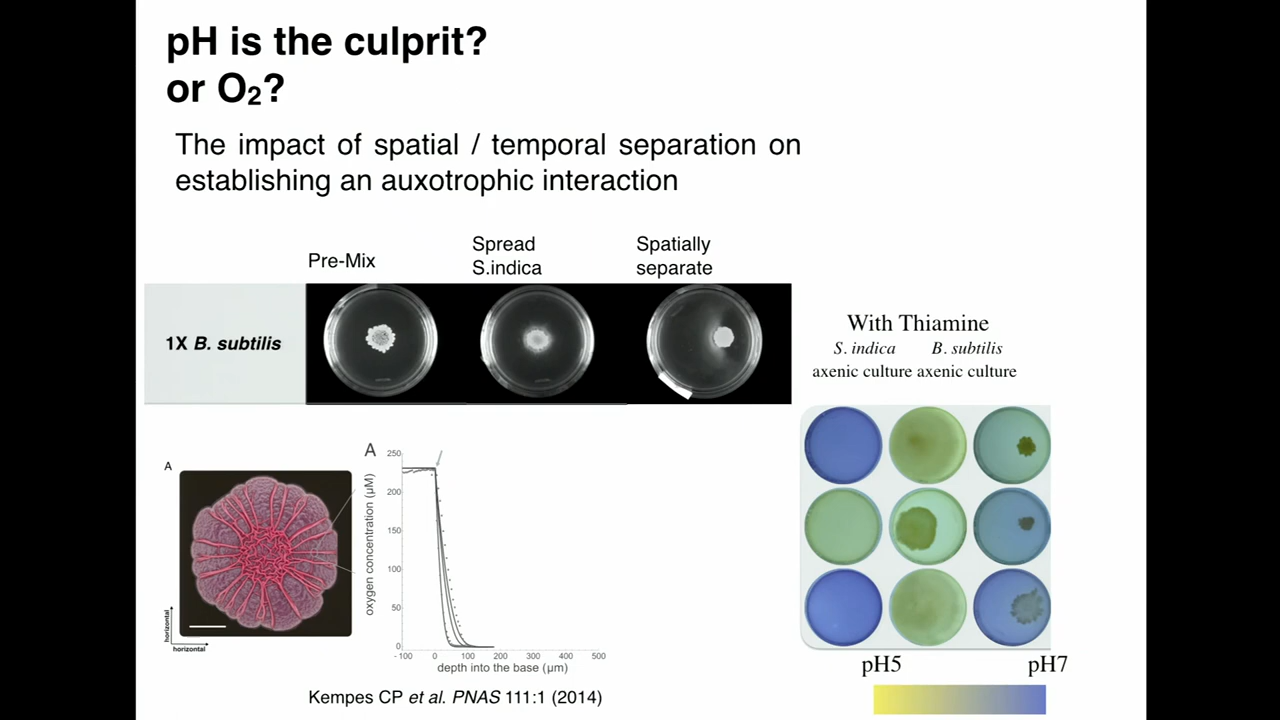 pH is the culprit?
or O₂?
The impact of spatial / temporal separation on
establishing an auxotrophic interaction
Pre-Mix
Spread
S.indica
Spatially
separate
1X B. subtilis
With Thiamine
S. indica B. subtilis
axenic culture axenic culture
A
horizontal
horizontal
A
oxygen concentration (µM)
250
200
150
100
50
0
-100 0 100 200 300 400 500
depth into the base (µm)
Kempes CP et al. PNAS 111:1 (2014)
pH5 pH7